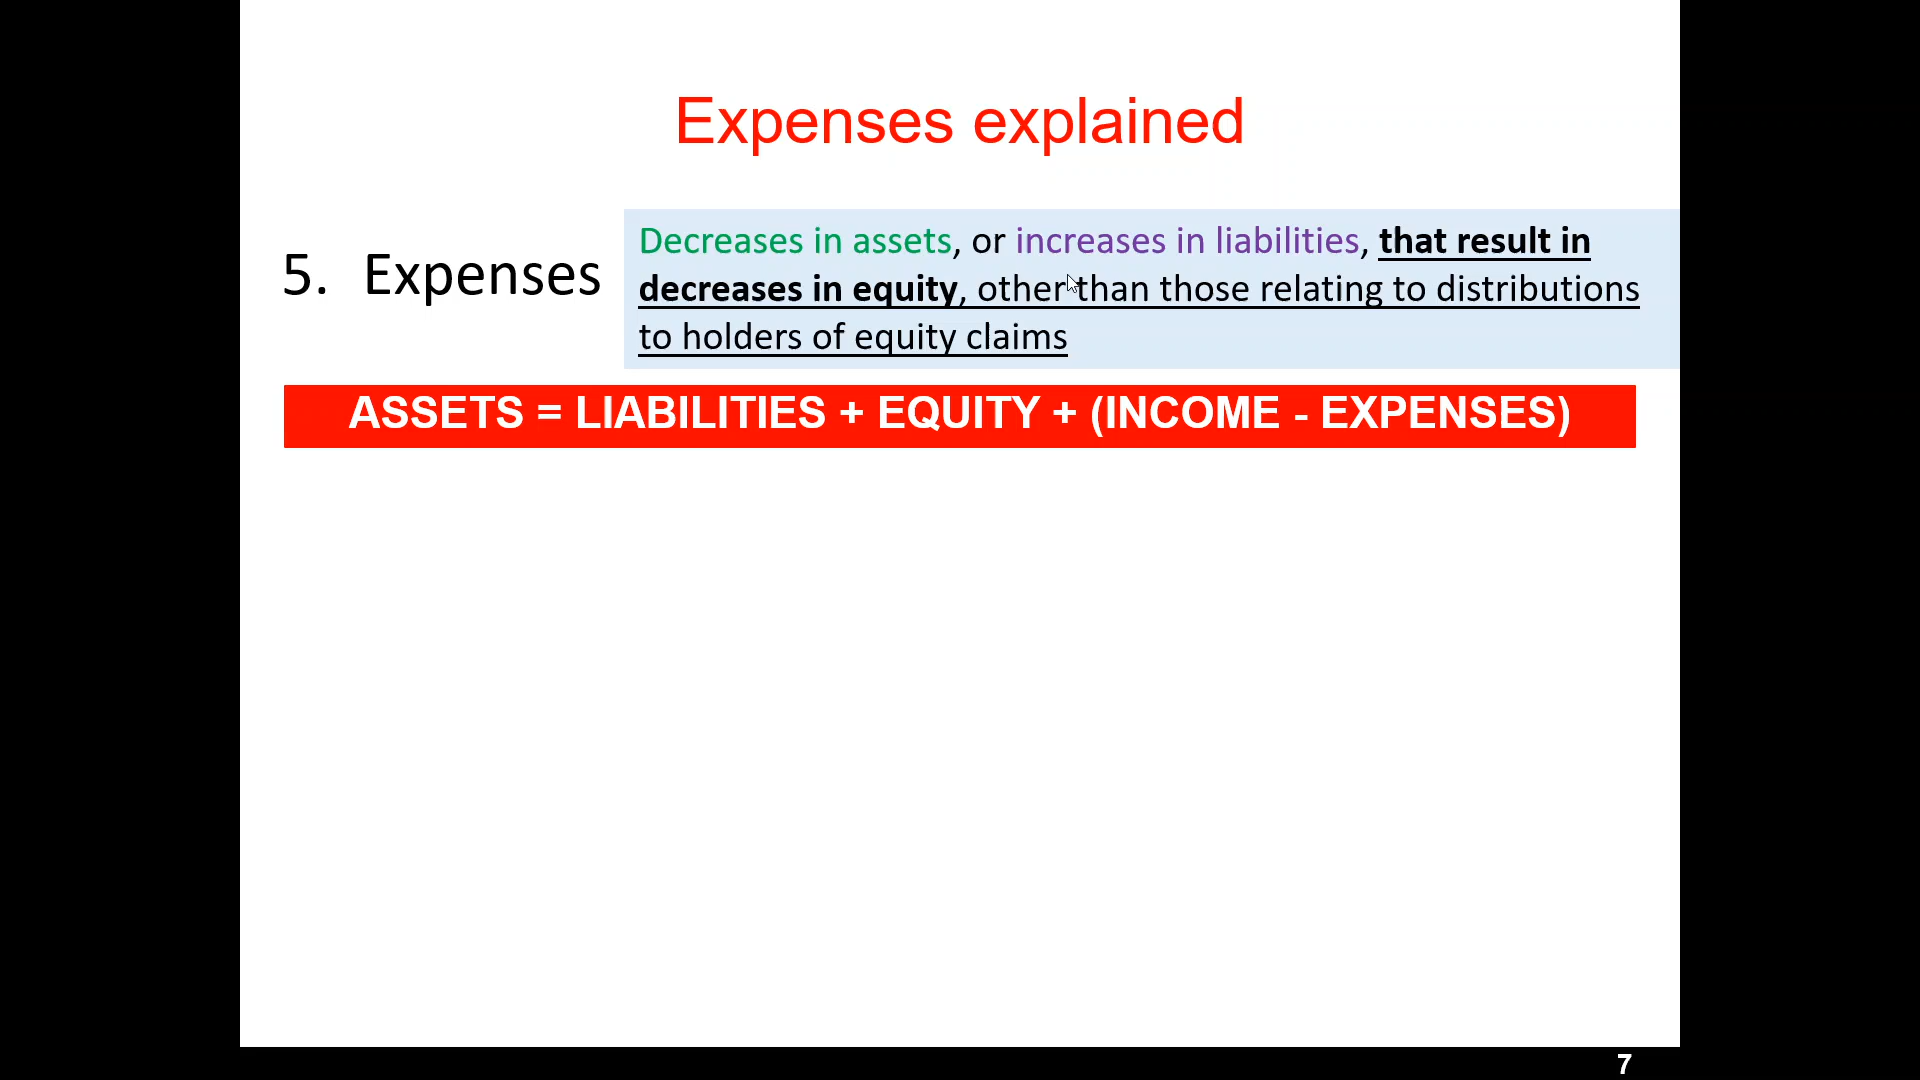 Expenses explained
5. Expenses
Decreases in assets, or increases in liabilities, that result in
decreases in equity, other than those relating to distributions
to holders of equity claims
ASSETS = LIABILITIES + EQUITY + (INCOME - EXPENSES)
7